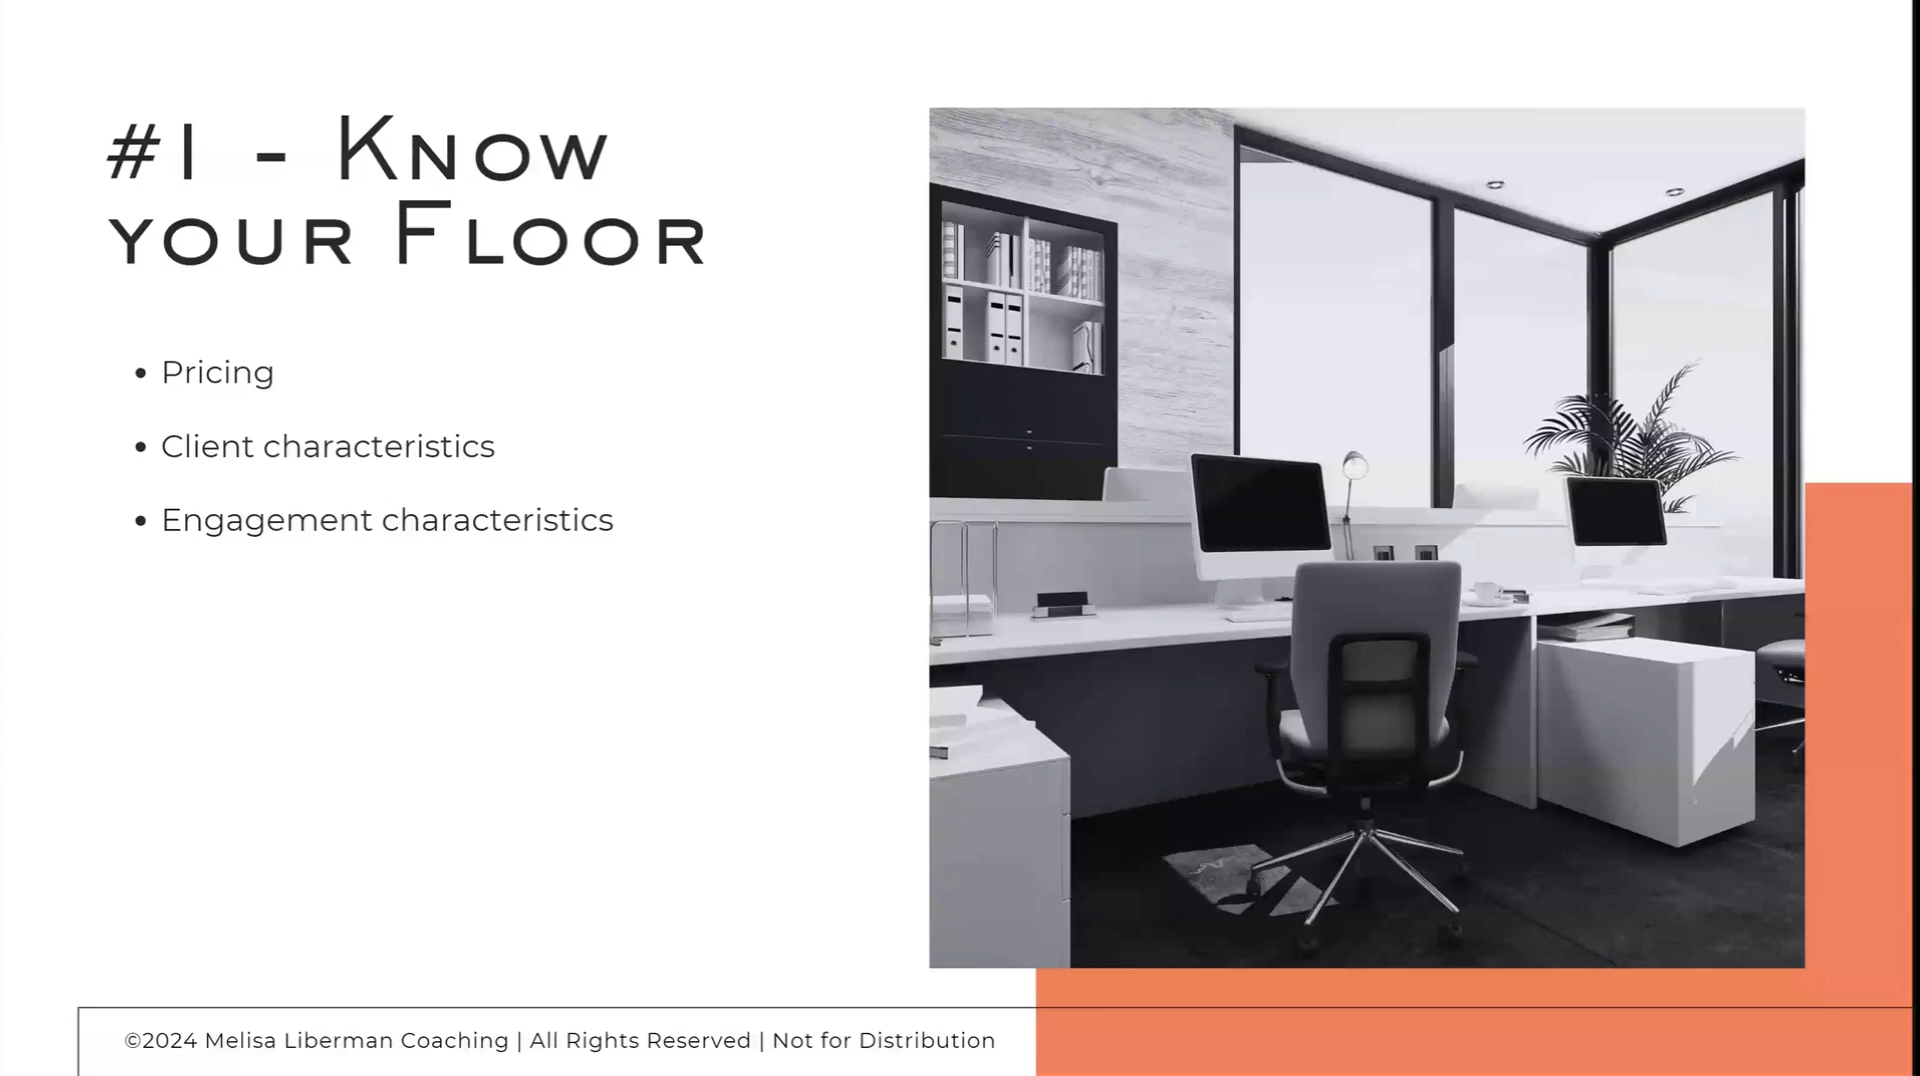 #1 - Know
your Floor
• Pricing
• Client characteristics
• Engagement characteristics
©2024 Melisa Liberman Coaching | All Rights Reserved | Not for Distribution